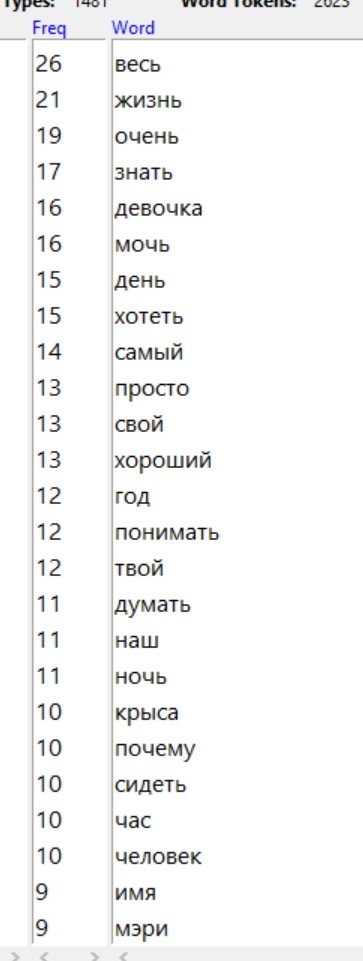 Types: 1481 Word Tokens: 2623
Freq Word
26 весь
21 жизнь
19 очень
17 знать
16 девочка
16 мочь
15 день
15 хотеть
14 самый
13 просто
13 свой
13 хороший
12 год
12 понимать
12 твой
11 думать
11 наш
11 ночь
10 крыса
10 почему
10 сидеть
10 час
10 человек
9 имя
9 мэри